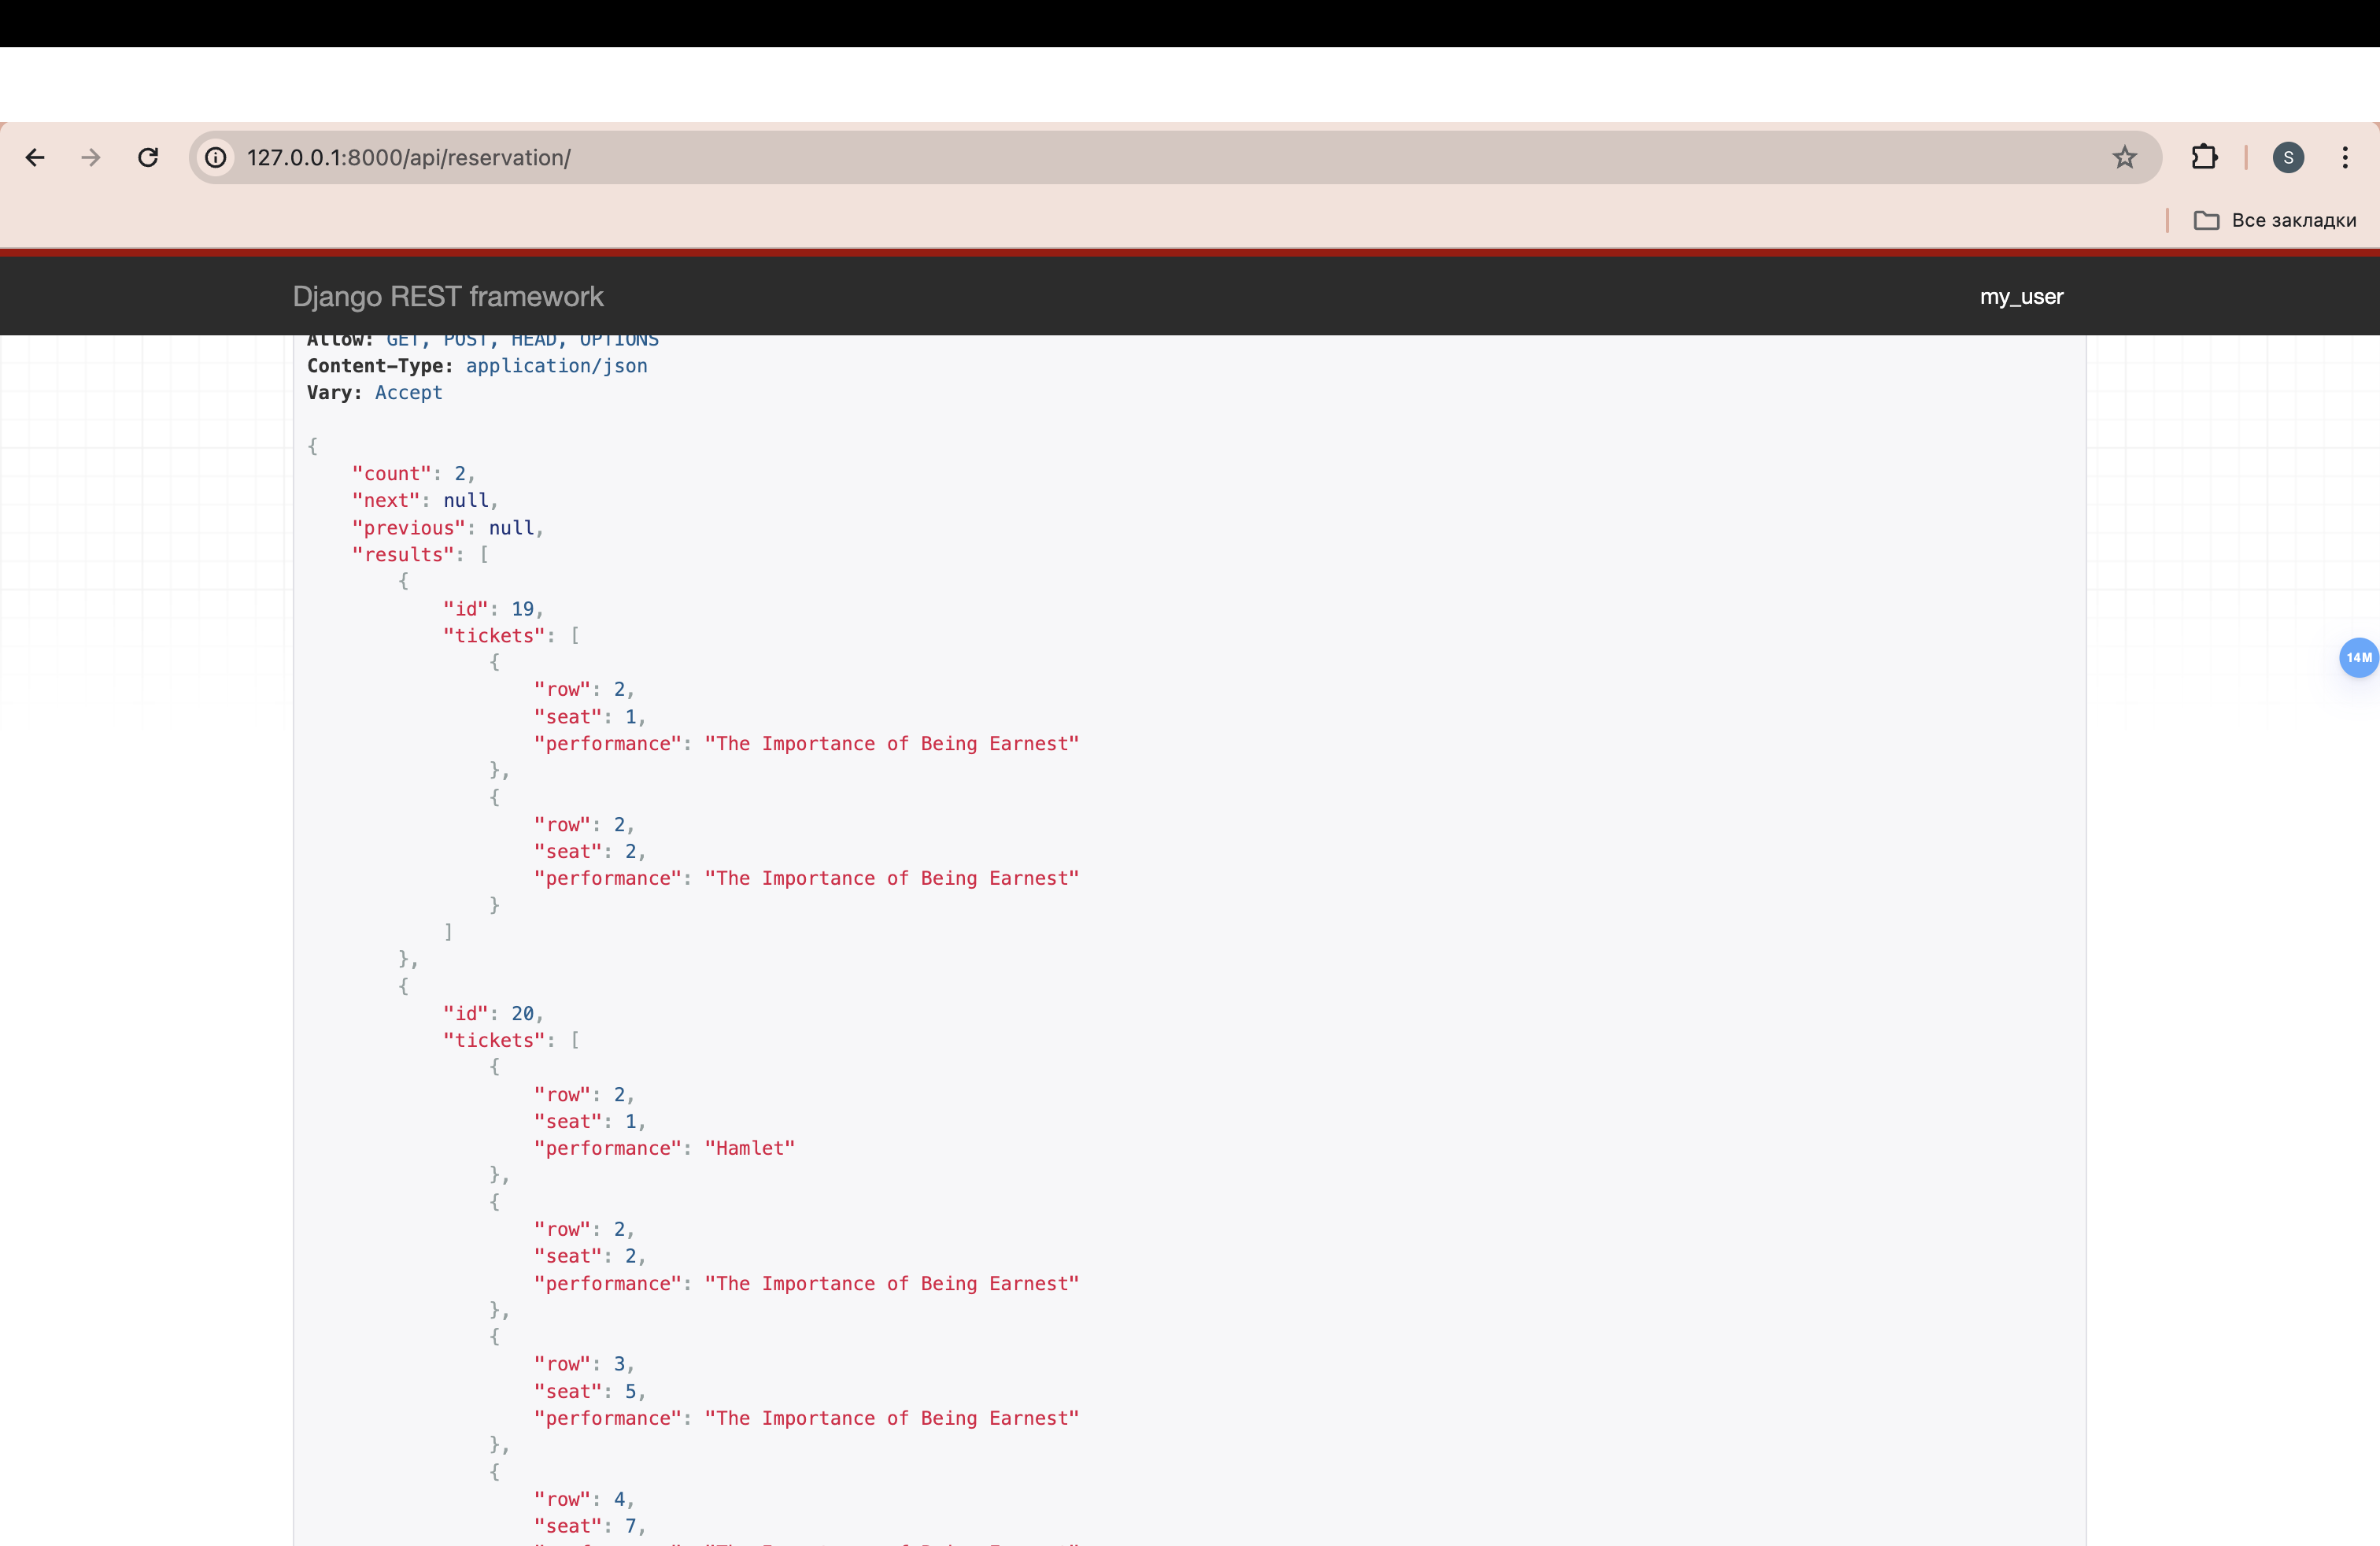 127.0.0.1:8000/api/reservation/
S
Все закладки
Django REST framework
my_user
Allow: GET, POST, HEAD, OPTIONS
Content-Type: application/json
Vary: Accept
{
    "count": 2,
    "next": null,
    "previous": null,
    "results": [
        {
            "id": 19,
            "tickets": [
                {
                    "row": 2,
                    "seat": 1,
                    "performance": "The Importance of Being Earnest"
                },
                {
                    "row": 2,
                    "seat": 2,
                    "performance": "The Importance of Being Earnest"
                }
            ]
        },
        {
            "id": 20,
            "tickets": [
                {
                    "row": 2,
                    "seat": 1,
                    "performance": "Hamlet"
                },
                {
                    "row": 2,
                    "seat": 2,
                    "performance": "The Importance of Being Earnest"
                },
                {
                    "row": 3,
                    "seat": 5,
                    "performance": "The Importance of Being Earnest"
                },
                {
                    "row": 4,
                    "seat": 7,
14M